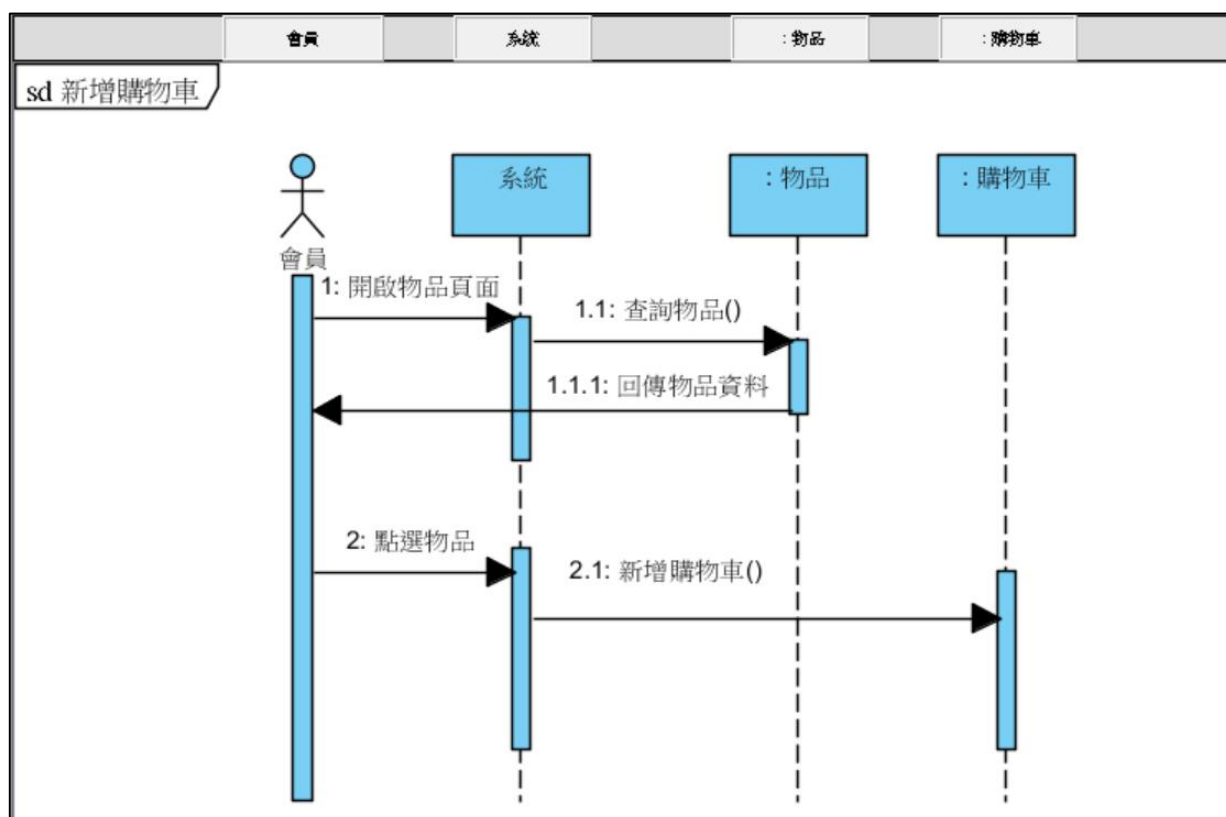 會員
系統
: 物品
: 購物車
sd 新增購物車
系統
: 物品
: 購物車
會員
1: 開啟物品頁面
1.1: 查詢物品()
1.1.1: 回傳物品資料
2: 點選物品
2.1: 新增購物車()